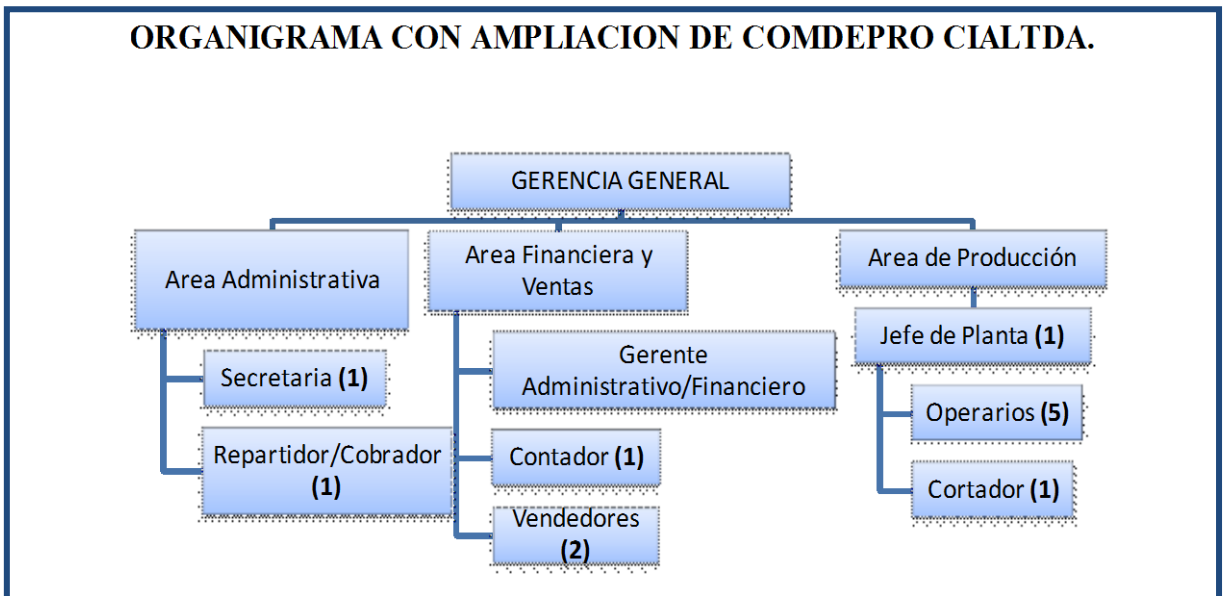 ORGANIGRAMA CON AMPLIACION DE COMDEPRO CIALTDA.
GERENCIA GENERAL
Area Administrativa
Secretaria (1)
Repartidor/Cobrador
(1)
Area Financiera y
Ventas
Gerente
Administrativo/Financiero
Contador (1)
Vendedores
(2)
Area de Producción
Jefe de Planta (1)
Operarios (5)
Cortador (1)